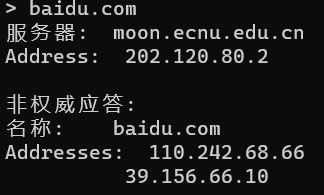 > baidu.com
服务器:  moon.ecnu.edu.cn
Address:  202.120.80.2

非权威应答:
名称:    baidu.com
Addresses:  110.242.68.66
          39.156.66.10